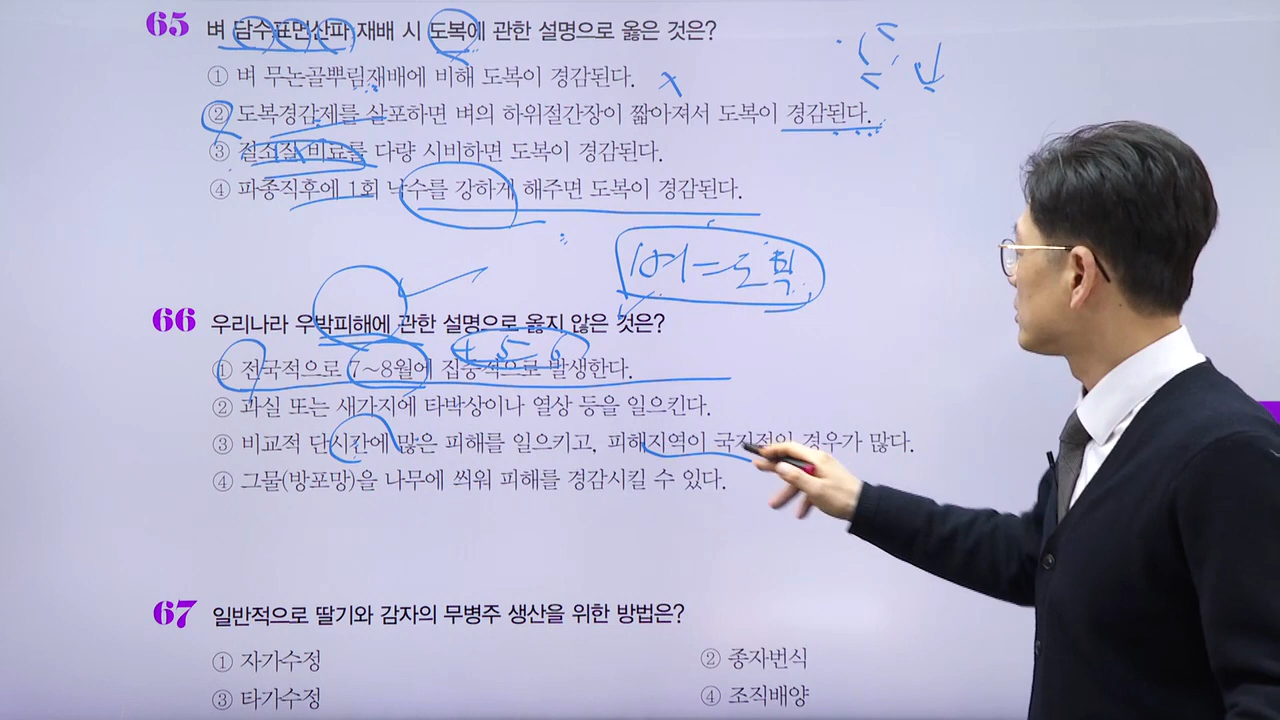 65 벼 담수표면산파 재배 시 도복에 관한 설명으로 옳은 것은?
① 벼 무논골뿌림재배에 비해 도복이 경감된다. X
② 도복경감제를 살포하면 벼의 하위절간장이 짧아져서 도복이 경감된다.
③ 질소질 비료를 다량 시비하면 도복이 경감된다.
④ 파종직후에 1회 낙수를 강하게 해주면 도복이 경감된다.
벼=도복
66 우리나라 우박피해에 관한 설명으로 옳지 않은 것은?
5 6
① 전국적으로 7~8월에 집중적으로 발생한다.
② 과실 또는 새가지에 타박상이나 열상 등을 일으킨다.
③ 비교적 단시간에 많은 피해를 일으키고, 피해지역이 국지적인 경우가 많다.
④ 그물(방포망)을 나무에 씌워 피해를 경감시킬 수 있다.
67 일반적으로 딸기와 감자의 무병주 생산을 위한 방법은?
① 자가수정 ② 종자번식
③ 타가수정 ④ 조직배양